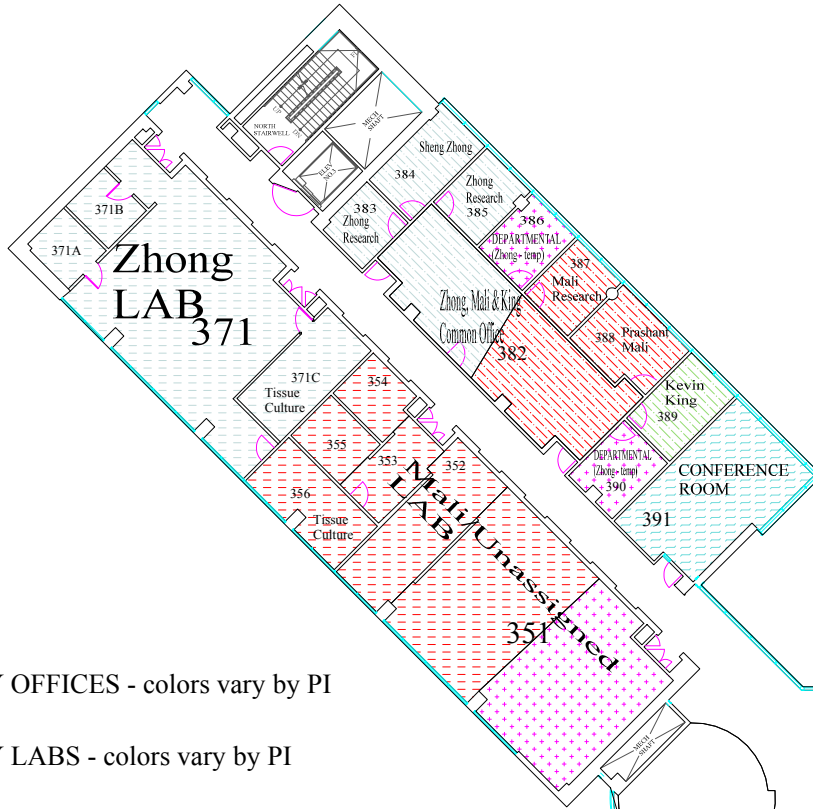 UP
DN
DN
NORTH
STAIRWELL
MECH
SHAFT
ELEV
NO.3
Sheng Zhong
384
Zhong
Research
385
383
Zhong
Research
386
DEPARTMENTAL
(Zhong- temp)
387
Mali
Research
388 Prashant
Mali
Kevin
King
389
Zhong, Mali & King
Common Office
382
DEPARTMENTAL
(Zhong- temp)
390
CONFERENCE
ROOM
391
371B
371A
Zhong
LAB
371
371C
Tissue
Culture
354
355
353
352
356
Tissue
Culture
Mali/Unassigned
LAB
351
MECH
SHAFT
Y OFFICES - colors vary by PI
Y LABS - colors vary by PI